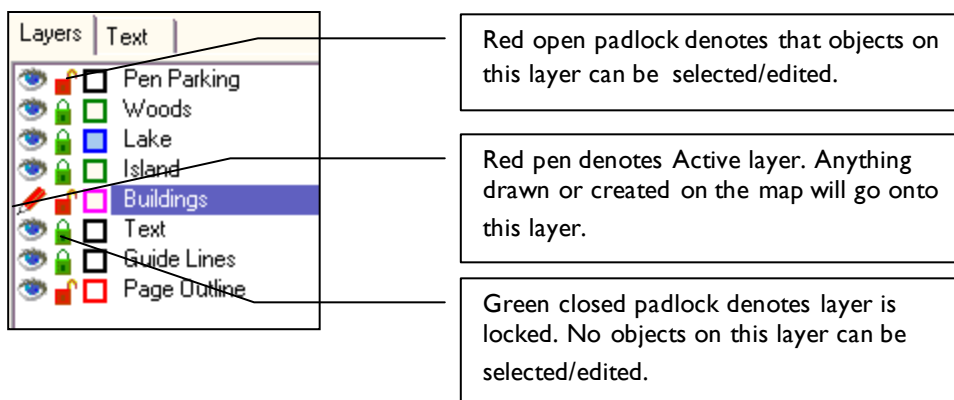 Layers
Text
Pen Parking
Woods
Lake
Island
Buildings
Text
Guide Lines
Page Outline
Red open padlock denotes that objects on
this layer can be selected/edited.
Red pen denotes Active layer. Anything
drawn or created on the map will go onto
this layer.
Green closed padlock denotes layer is
locked. No objects on this layer can be
selected/edited.